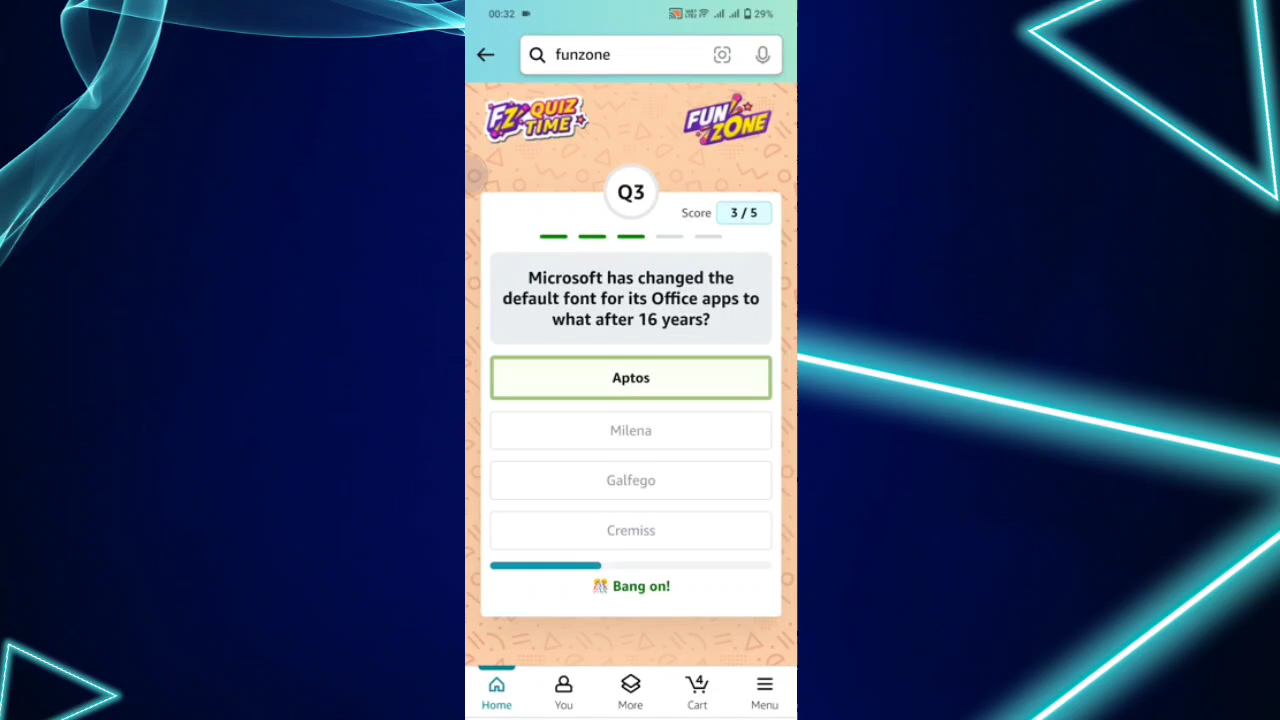 00:32
29%
funzone
FZ QUIZ TIME
FUN ZONE
Q3
Score 3 / 5
Microsoft has changed the
default font for its Office apps to
what after 16 years?
Aptos
Milena
Galfego
Cremiss
Bang on!
4
Home You More Cart Menu